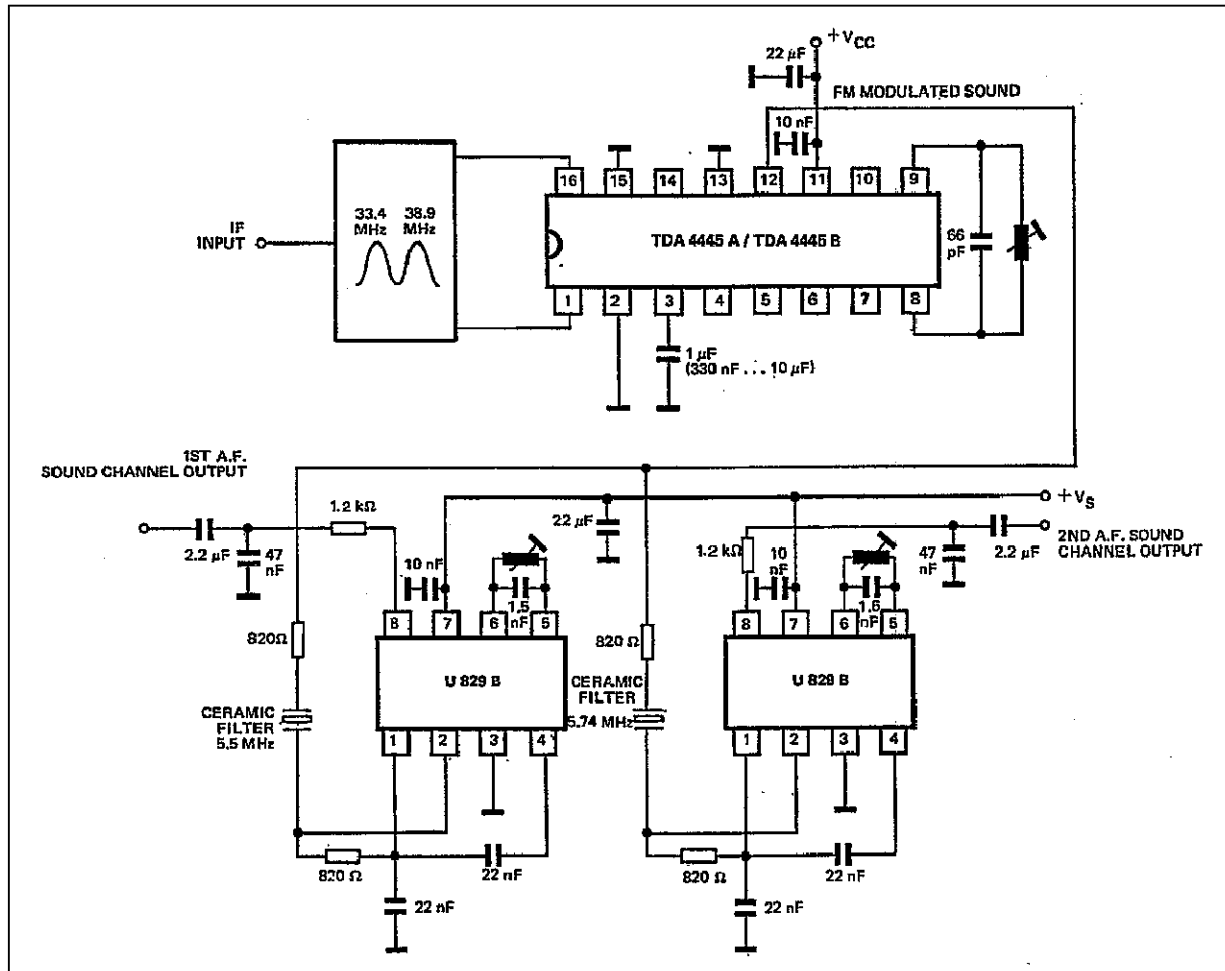 +VCC
22 µF
FM MODULATED SOUND
10 nF
16 15 14 13 12 11 10 9
33.4 MHz
38.9 MHz
IF INPUT
TDA 4445 A / TDA 4445 B
66 pF
1 2 3 4 5 6 7 8
1 µF
(330 nF ... 10 µF)
1ST A.F.
SOUND CHANNEL OUTPUT
+VS
1.2 kΩ
22 µF
2ND A.F. SOUND
CHANNEL OUTPUT
2.2 µF
47 nF
10 nF
1.5 nF
1.2 kΩ
10 nF
1.6 nF
47 nF
2.2 µF
8 7 6 5
8 7 6 5
820Ω
820 Ω
U 829 B
U 829 B
CERAMIC
FILTER
5.5 MHz
CERAMIC
FILTER
5.74 MHz
1 2 3 4
1 2 3 4
820 Ω
22 nF
820 Ω
22 nF
22 nF
22 nF